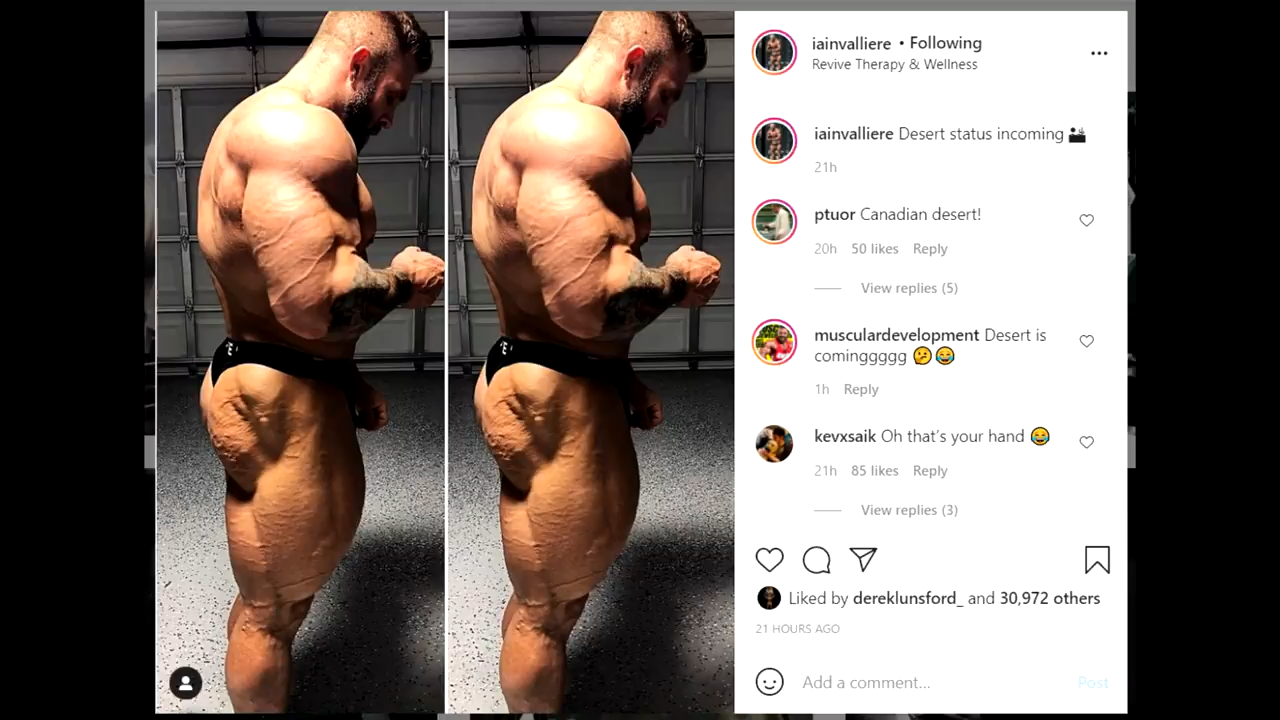 iainvalliere • Following
Revive Therapy & Wellness
iainvalliere Desert status incoming 🏜
21h
ptuor Canadian desert!
20h 50 likes Reply
View replies (5)
musculardevelopment Desert is
cominggggg 🫠😂
1h Reply
kevxsaik Oh that's your hand 😂
21h 85 likes Reply
View replies (3)
Liked by dereklunsford_ and 30,972 others
21 HOURS AGO
Add a comment... Post